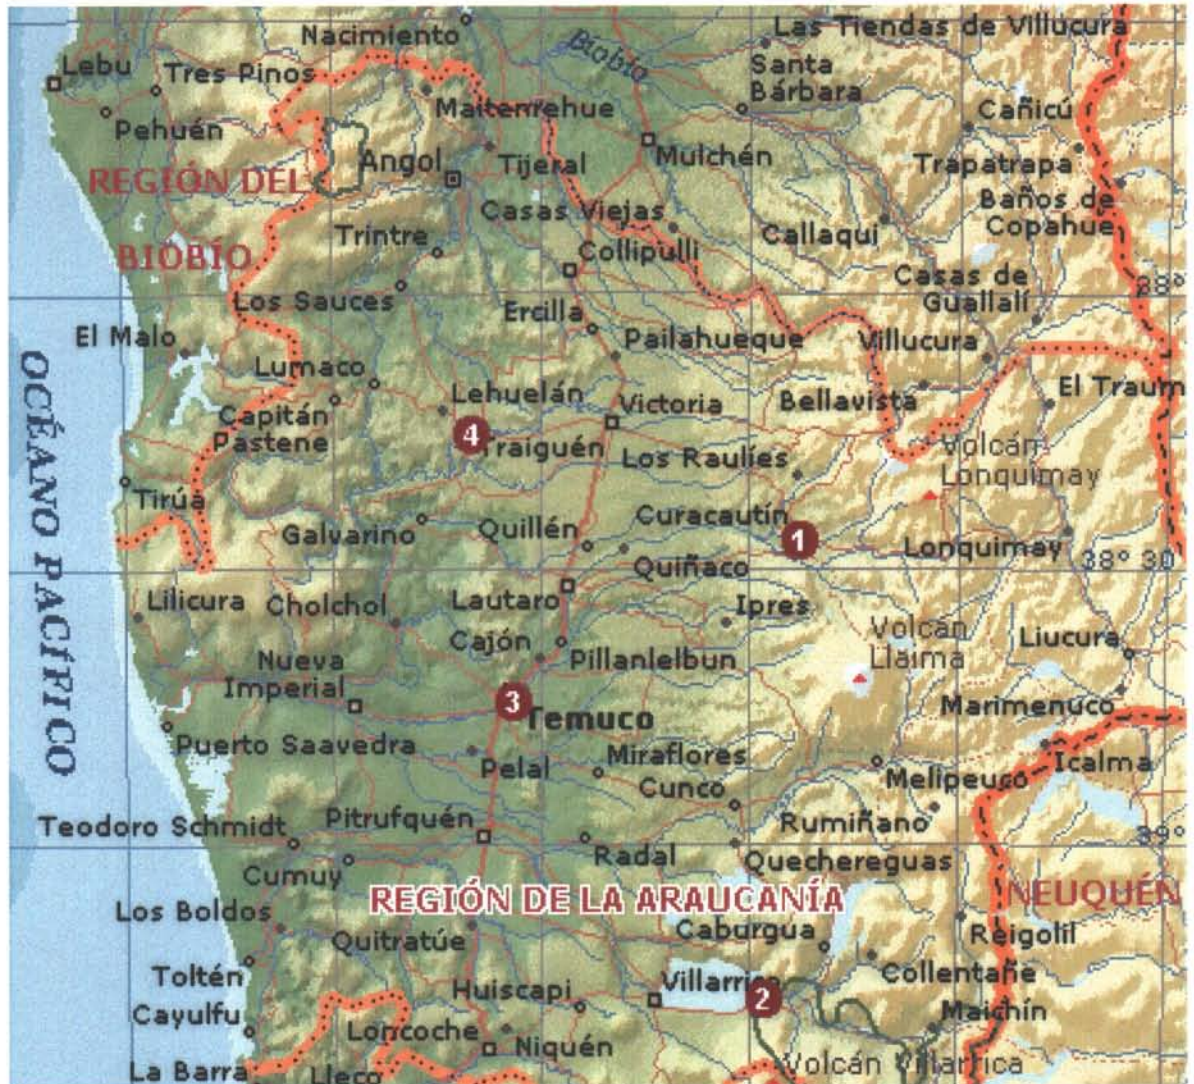 Nacimiento
Las Tiendas de Villucura
Biobío
Lebu
Tres Pinos
Santa
Bárbara
Maitenrehue
Cañicú
Pehuén
Mulchén
Angol
Tijeral
Trapatrapa
REGIÓN DEL
BIOBÍO
Baños de
Copahue
Casas Viejas
Trintre
Callaqui
Collipulli
Casas de
Guallalí
38°
Los Sauces
Ercilla
El Malo
Pailahueque
Villucura
Lumaco
Lehuelán
Victoria
Bellavista
El Traum
Capitán
Pastene
4
Traiguén
Volcán
Lonquimay
Los Raulíes
OCÉANO PACÍFICO
Tirúa
Curacautín
Galvarino
Quillén
1
Lonquimay
38° 30
Quiñaco
Lilicura
Cholchol
Lautaro
Ipres
Volcán
Llaima
Liucura
Cajón
Pillanlelbun
Nueva
Imperial
3
Temuco
Marimenuco
Puerto Saavedra
Pelal
Miraflores
Icalma
Cunco
Melipeuco
Teodoro Schmidt
Pitrufquén
Rumiñano
39°
Radal
Quechereguas
Cumuy
REGIÓN DE LA ARAUCANÍA
NEUQUÉN
Los Boldos
Quitratúe
Caburgua
Reigolil
Toltén
Collentañe
Huiscapi
Villarrica
2
Cayulfu
Maichín
Loncoche
Niquén
Volcán Villarrica
La Barra
Lleco